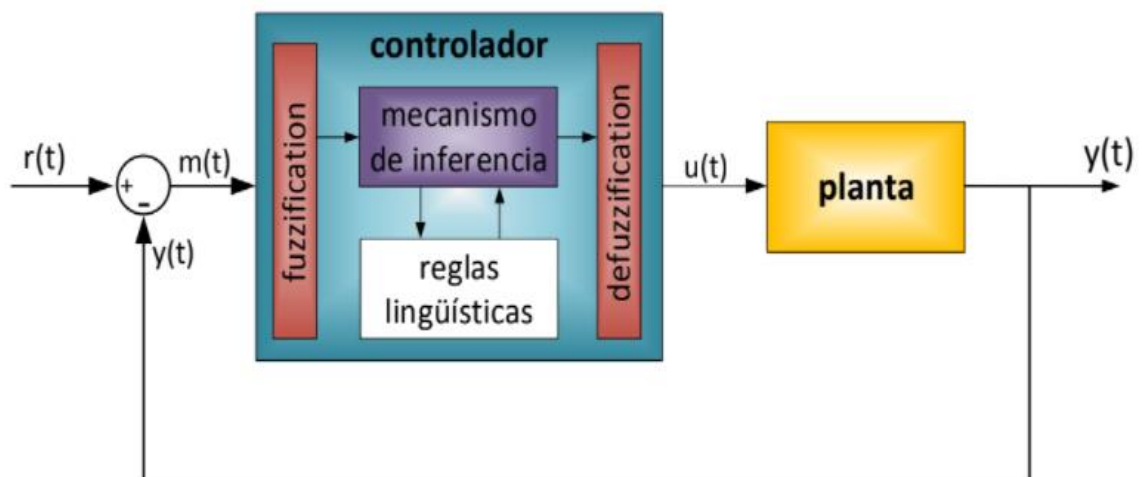 r(t)
+
-
y(t)
m(t)
controlador
fuzzification
mecanismo
de inferencia
reglas
lingüísticas
defuzzification
u(t)
planta
y(t)